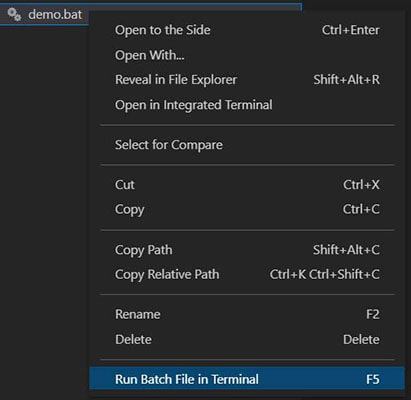 demo.bat
Open to the Side Ctrl+Enter
Open With...
Reveal in File Explorer Shift+Alt+R
Open in Integrated Terminal
Select for Compare
Cut Ctrl+X
Copy Ctrl+C
Copy Path Shift+Alt+C
Copy Relative Path Ctrl+K Ctrl+Shift+C
Rename F2
Delete Delete
Run Batch File in Terminal F5